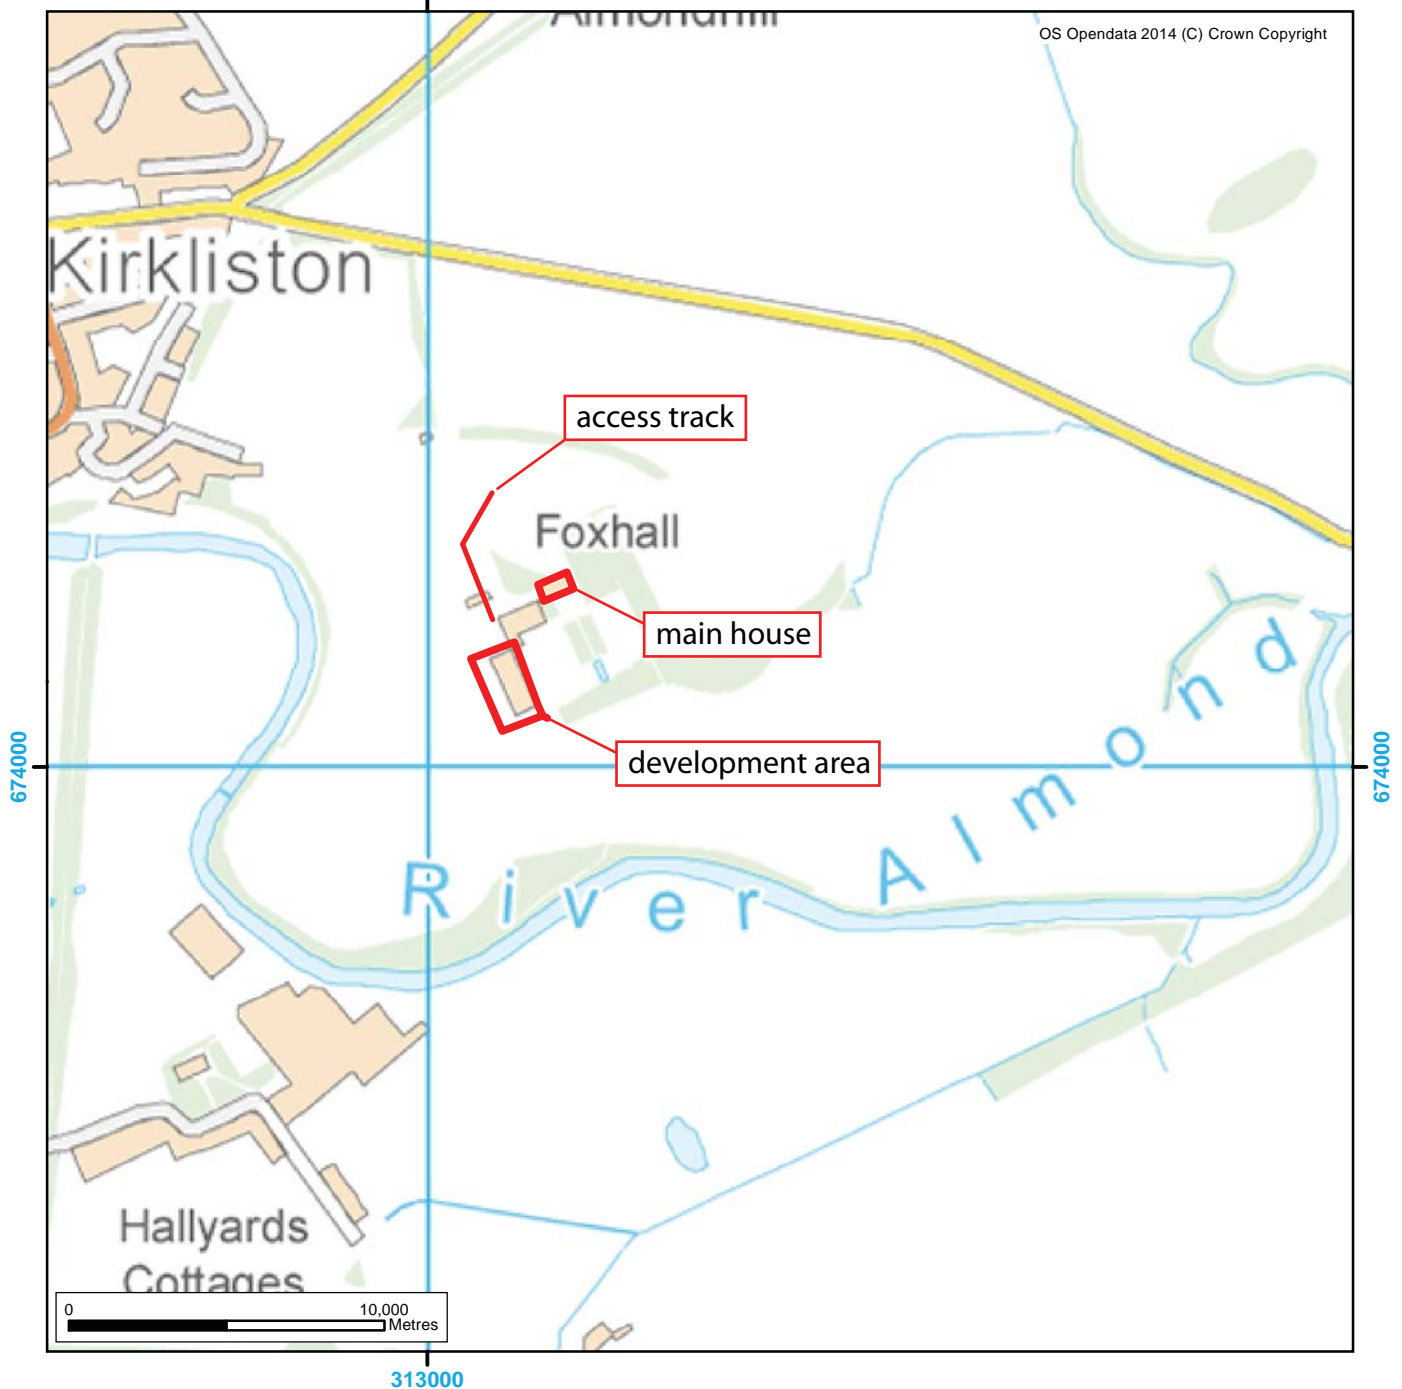 Almondhill
OS Opendata 2014 (C) Crown Copyright
Kirkliston
access track
Foxhall
main house
development area
674000
674000
River Almond
Hallyards
Cottages
0 10,000
Metres
313000